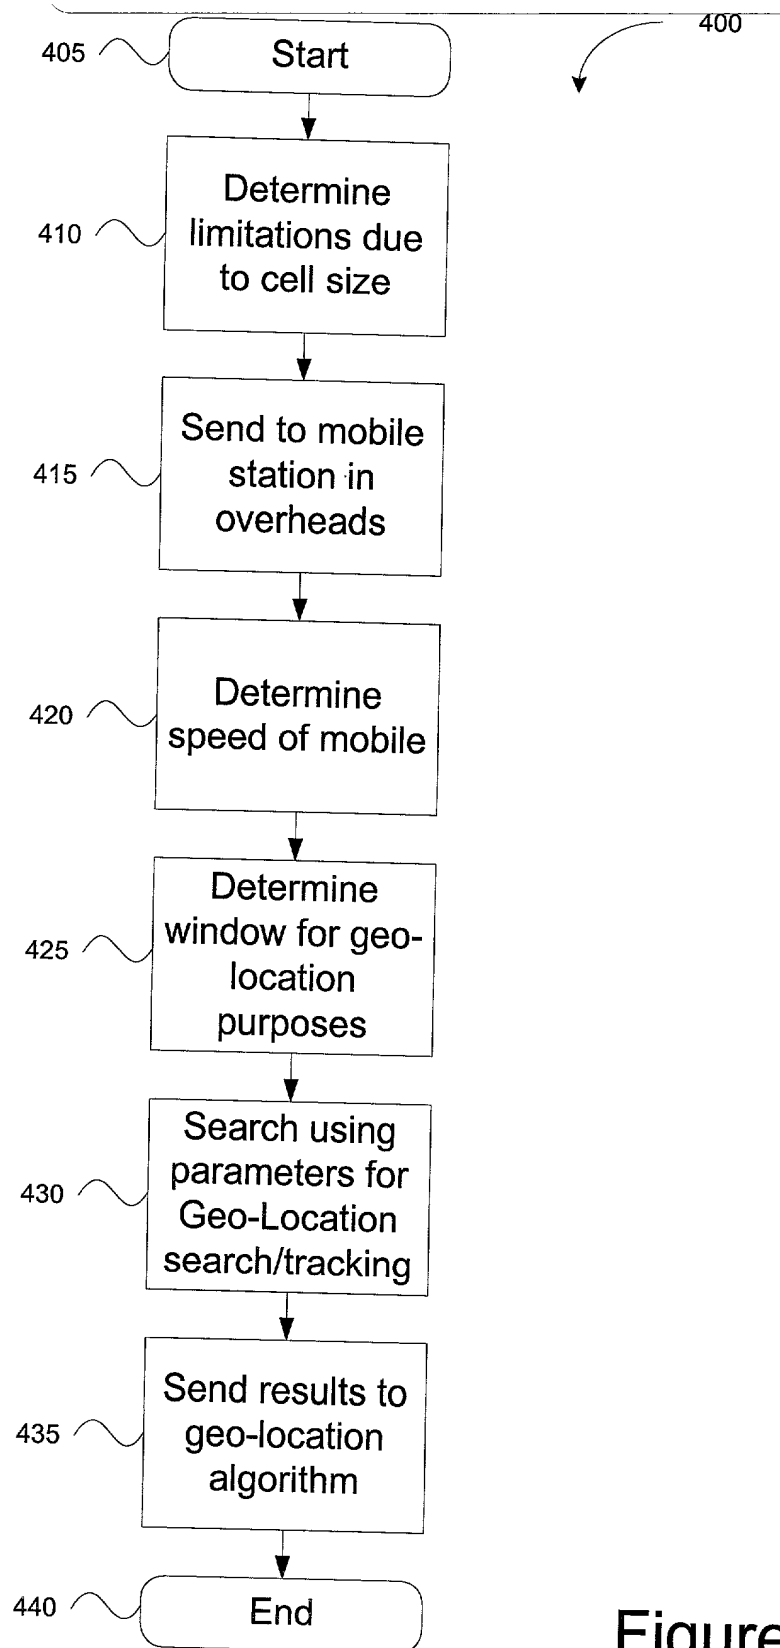 400
405
Start
410
Determine
limitations due
to cell size
415
Send to mobile
station in
overheads
420
Determine
speed of mobile
425
Determine
window for geo-
location
purposes
430
Search using
parameters for
Geo-Location
search/tracking
435
Send results to
geo-location
algorithm
440
End
Figure